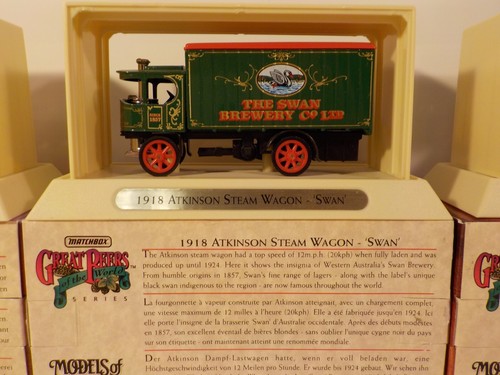 THE SWAN
BREWERY CO LTD
SINCE
1857
1918 ATKINSON STEAM WAGON - 'SWAN'
MATCHBOX
GREAT BEERS
of the World
SERIES
1918 ATKINSON STEAM WAGON - 'SWAN'
The Atkinson steam wagon had a top speed of 12m.p.h. (20kph) when fully laden and was
produced up until 1924. Here it shows the insignia of Western Australia's Swan Brewery.
From humble origins in 1857, Swan's fine range of lagers - along with the label's unique
black swan indigenous to the region - are now famous throughout the world.
La fourgonnette à vapeur construite par Atkinson atteignait, avec un chargement complet,
une vitesse maximum de 12 milles à l'heure (20kph). Elle a été fabriquée jusqu'en 1924. Ici
elle porte l'insigne de la brasserie Swan d'Australie occidentale. Après des débuts modestes
en 1857, son excellent éventail de bières blondes - sans oublier l'unique cygne noir du pays
sur son étiquette - ont maintenant atteint une renommée mondiale.
MODELS of
Der Atkinson Dampf-Lastwagen hatte, wenn er voll beladen war, eine
Höchstgeschwindigkeit von 12 Meilen pro Stunde. Er wurde bis 1924 gebaut. Wir sehen